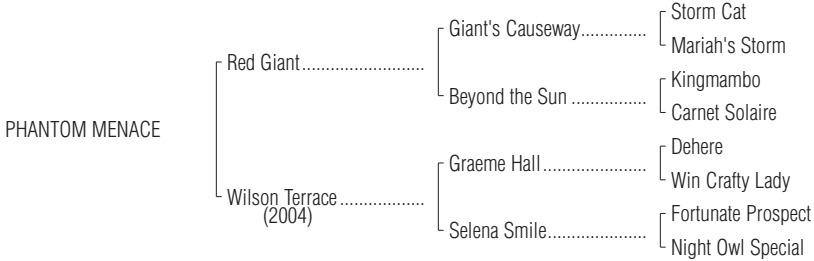 Storm Cat
Giant's Causeway..............
Mariah's Storm
Red Giant..........................
Kingmambo
Beyond the Sun ................
Carnet Solaire
PHANTOM MENACE
Dehere
Graeme Hall......................
Win Crafty Lady
Wilson Terrace ..................
(2004)
Fortunate Prospect
Selena Smile.....................
Night Owl Special